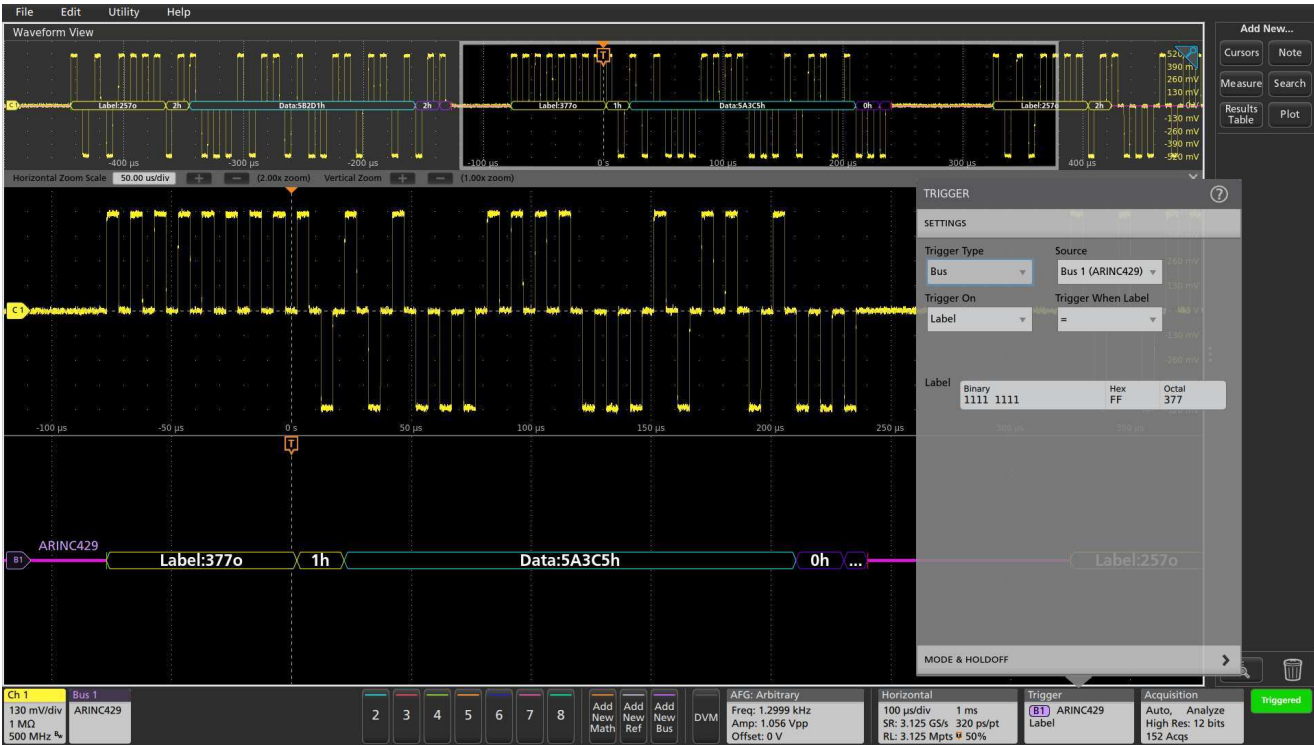 File Edit Utility Help
Waveform View
Add New...
Cursors Note
Measure Search
Results Table Plot
520 mV
390 mV
260 mV
130 mV
0 V
-130 mV
-260 mV
-390 mV
-520 mV
C1
Label:257o 2h Data:5B2D1h 2h Label:377o 1h Data:5A3C5h 0h Label:257o 2h
T
-400 µs -300 µs -200 µs -100 µs 0 s 100 µs 200 µs 300 µs 400 µs
Horizontal Zoom Scale 50.00 us/div + — (2.00x zoom) Vertical Zoom + — (1.00x zoom)
TRIGGER ?
SETTINGS
Trigger Type Source
Bus Bus 1 (ARINC429)
Trigger On Trigger When Label
Label =
Label Binary Hex Octal
1111 1111 FF 377
MODE & HOLDOFF
C1
-100 µs -50 µs 0 s 50 µs 100 µs 150 µs 200 µs 250 µs
T
ARINC429
B1 Label:377o 1h Data:5A3C5h 0h ... Label:257o
Ch 1
130 mV/div
1 MΩ
500 MHz Bw
Bus 1
ARINC429
2 3 4 5 6 7 8
Add New Math
Add New Ref
Add New Bus
DVM
AFG: Arbitrary
Freq: 1.2999 kHz
Amp: 1.056 Vpp
Offset: 0 V
Horizontal
100 µs/div 1 ms
SR: 3.125 GS/s 320 ps/pt
RL: 3.125 Mpts 50%
Trigger
B1 ARINC429
Label
Acquisition
Auto, Analyze
High Res: 12 bits
152 Acqs
Triggered